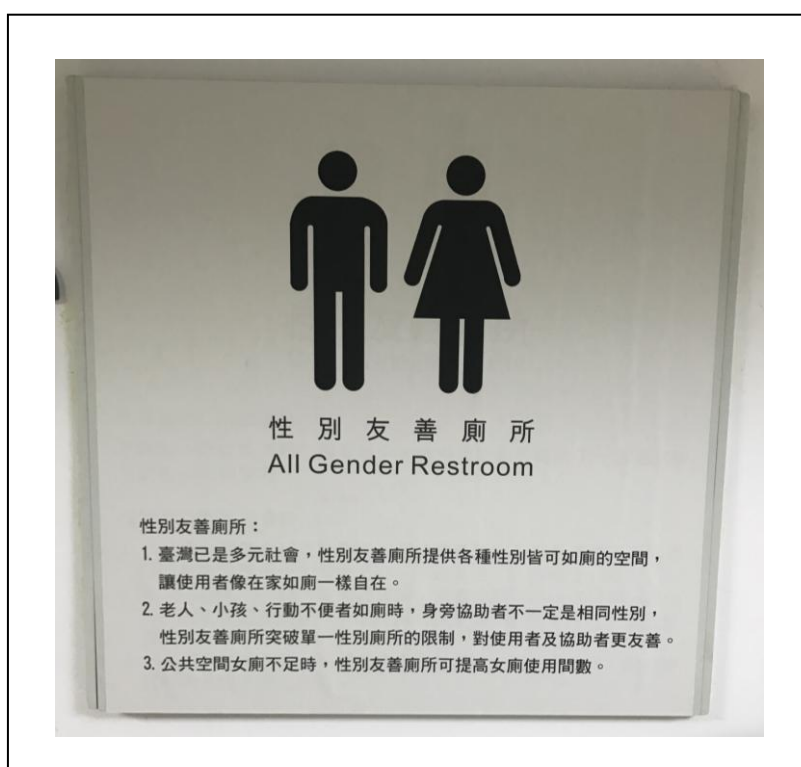 性別友善廁所
All Gender Restroom
性別友善廁所：
1. 臺灣已是多元社會，性別友善廁所提供各種性別皆可如廁的空間，
讓使用者像在家如廁一樣自在。
2. 老人、小孩、行動不便者如廁時，身旁協助者不一定是相同性別，
性別友善廁所突破單一性別廁所的限制，對使用者及協助者更友善。
3. 公共空間女廁不足時，性別友善廁所可提高女廁使用間數。